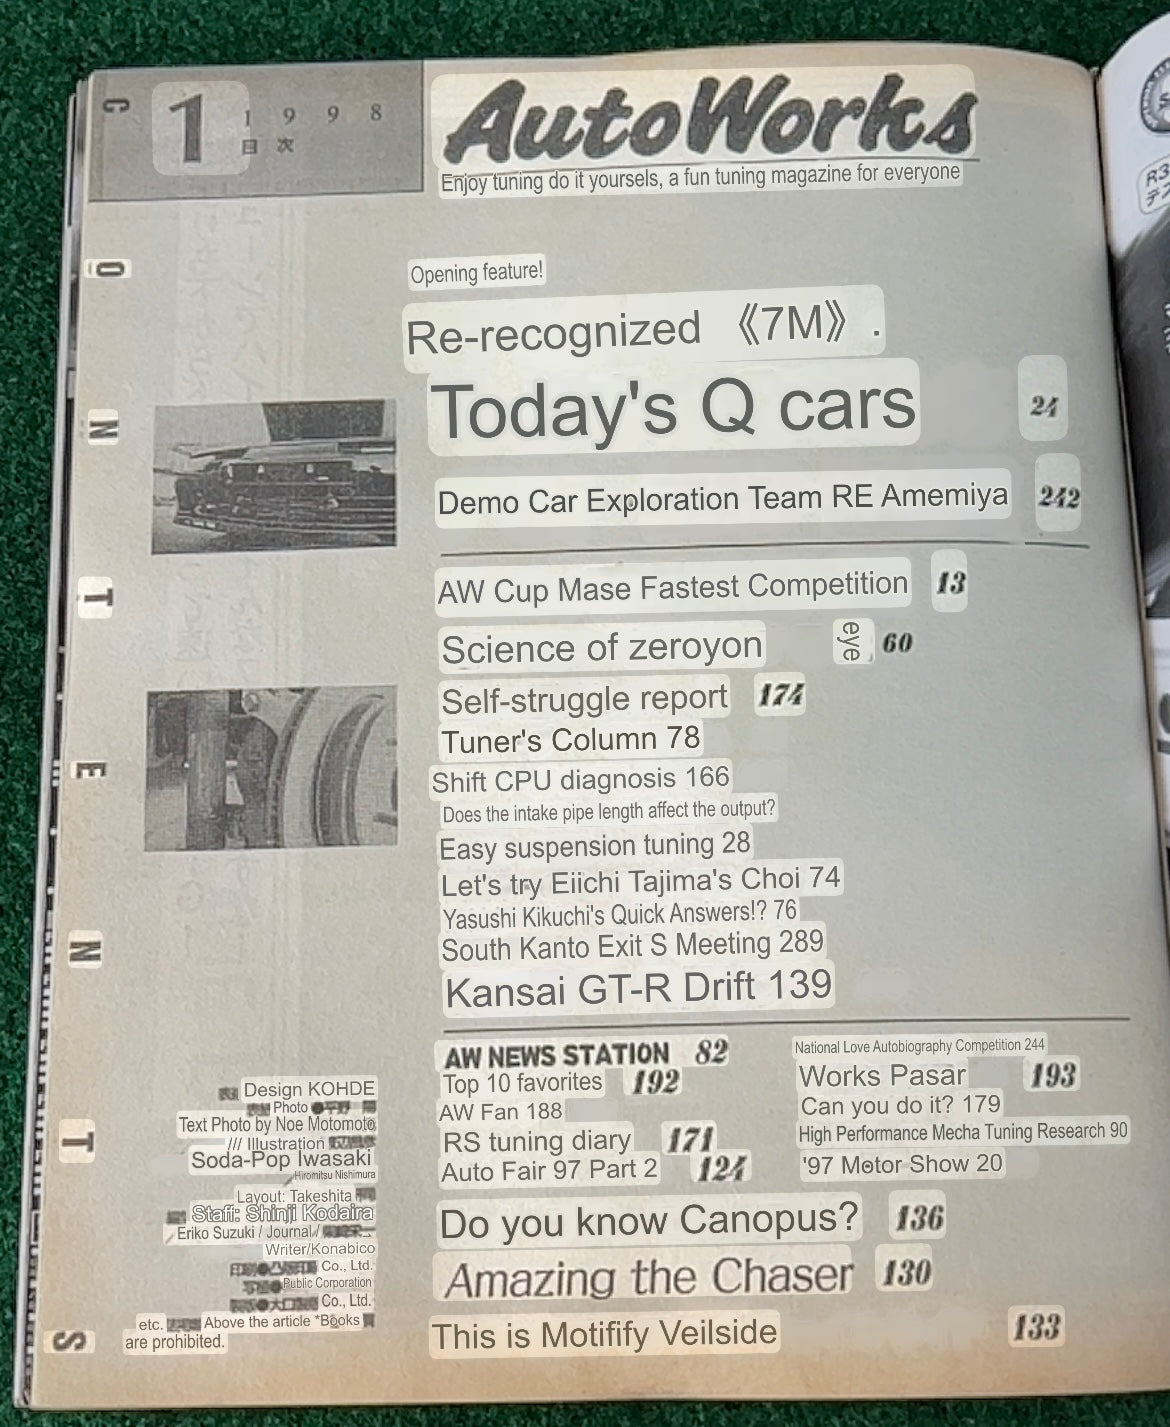 C
O
N
T
E
N
T
S
1
1998
目次
AutoWorks
Enjoy tuning do it yoursels, a fun tuning magazine for everyone
Opening feature!
Re-recognized 《7M》 .
Today's Q cars 24
Demo Car Exploration Team RE Amemiya 242
AW Cup Mase Fastest Competition 13
Science of zeroyon eye 60
Self-struggle report 174
Tuner's Column 78
Shift CPU diagnosis 166
Does the intake pipe length affect the output?
Easy suspension tuning 28
Let's try Eiichi Tajima's Choi 74
Yasushi Kikuchi's Quick Answers!? 76
South Kanto Exit S Meeting 289
Kansai GT-R Drift 139
AW NEWS STATION 82
Top 10 favorites 192
AW Fan 188
RS tuning diary 171
Auto Fair 97 Part 2 124
National Love Autobiography Competition 244
Works Pasar 193
Can you do it? 179
High Performance Mecha Tuning Research 90
'97 Motor Show 20
Do you know Canopus? 136
Amazing the Chaser 130
This is Motifify Veilside 133
Design KOHDE
Photo
Text Photo by Noe Motomoto
/// Illustration
Soda-Pop Iwasaki
Hiromitsu Nishimura
Layout: Takeshita
Staff: Shinji Kodaira
Eriko Suzuki / Journal /
Writer/Konabico
Co., Ltd.
Public Corporation
Co., Ltd.
etc. Above the article *Books
are prohibited.
R3